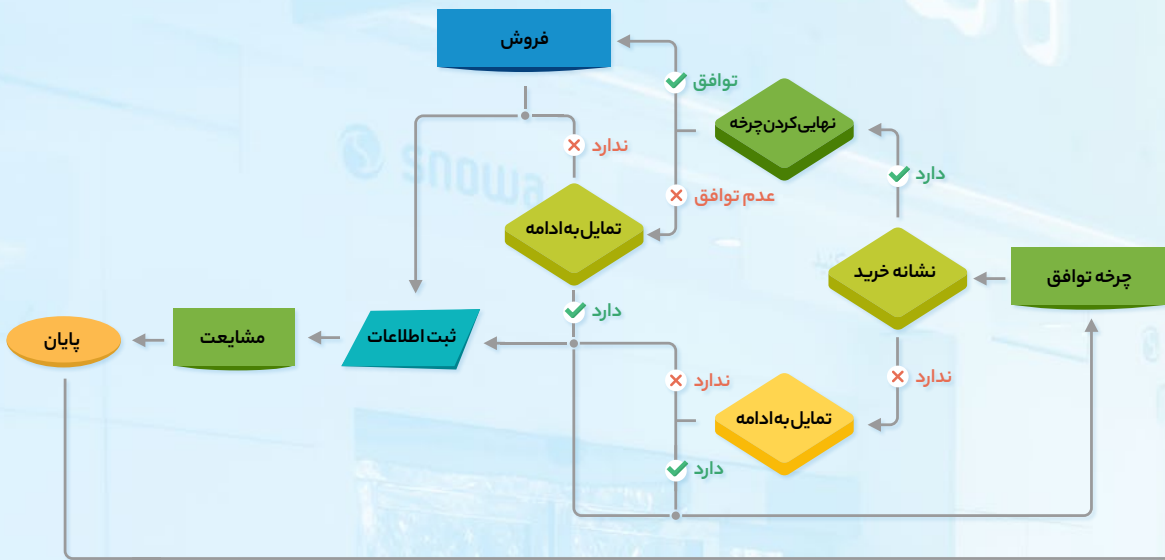 فروش
توافق
نهایی‌کردن چرخه
ندارد
دارد
عدم توافق
snowa
تمایل به ادامه
نشانه خرید
چرخه توافق
دارد
ثبت اطلاعات
مشایعت
پایان
ندارد
ندارد
تمایل به ادامه
دارد